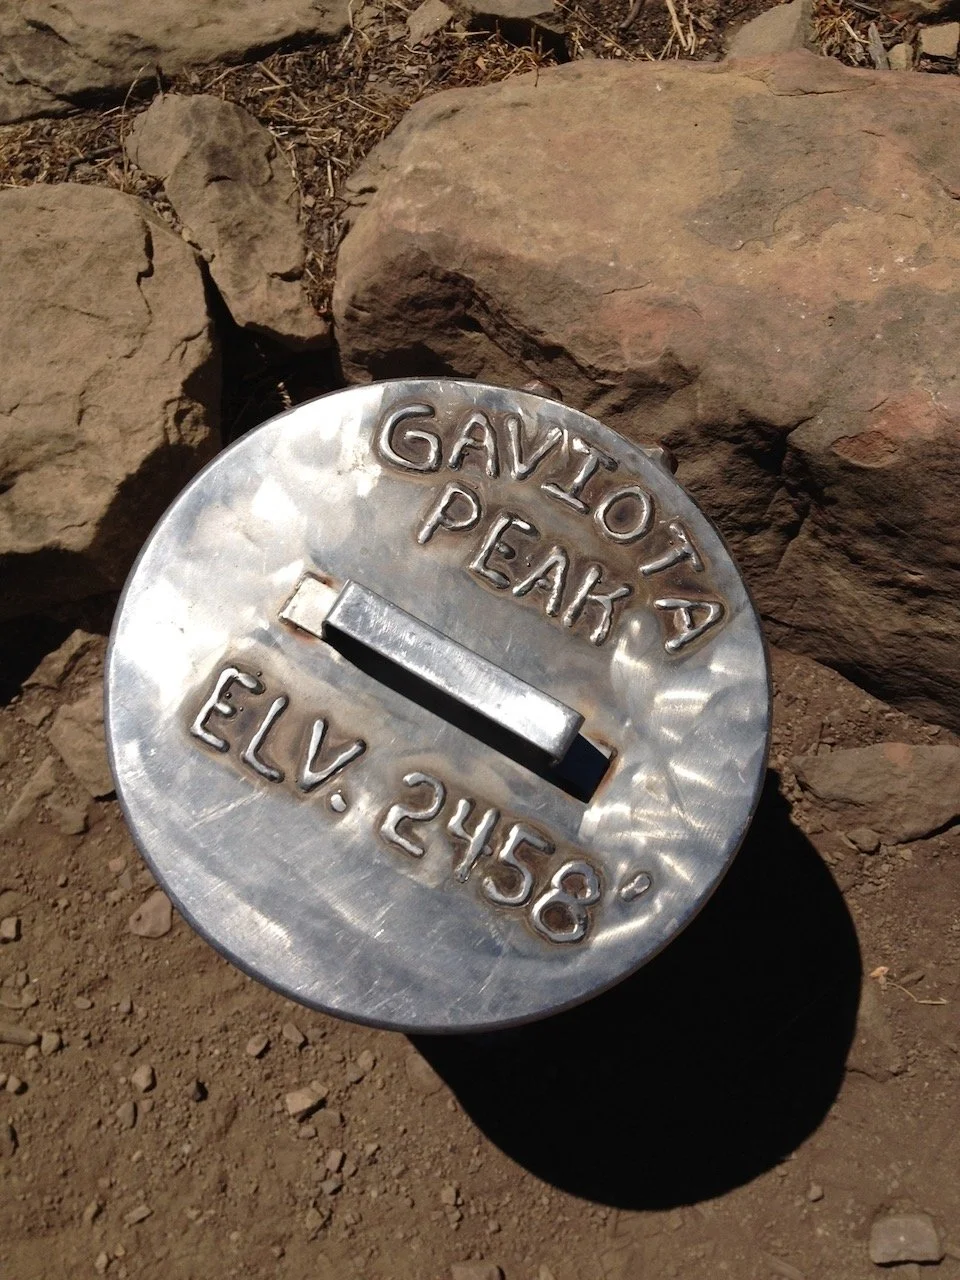 GAVIOTA
PEAK
ELV. 2458'